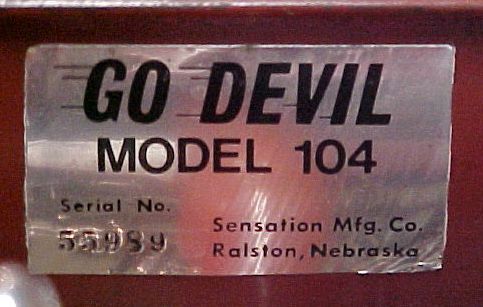 GO DEVIL
MODEL 104
Serial No.
55989
Sensation Mfg. Co.
Ralston, Nebraska